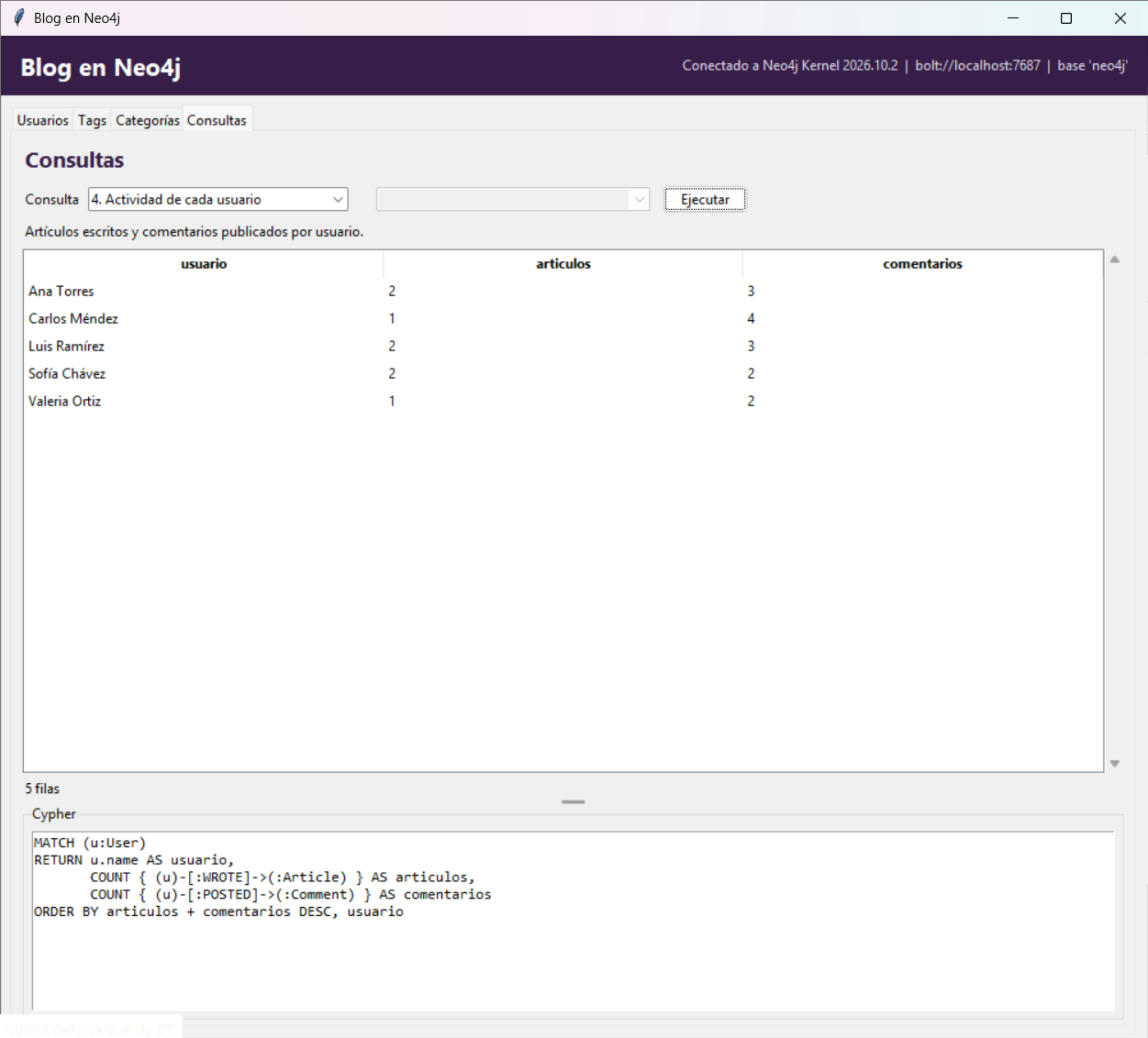 Blog en Neo4j
Blog en Neo4j
Conectado a Neo4j Kernel 2026.10.2 | bolt://localhost:7687 | base 'neo4j'
Usuarios Tags Categorías Consultas
Consultas
Consulta 4. Actividad de cada usuario Ejecutar
Artículos escritos y comentarios publicados por usuario.
usuario articulos comentarios
Ana Torres 2 3
Carlos Méndez 1 4
Luis Ramírez 2 3
Sofía Chávez 2 2
Valeria Ortiz 1 2
5 filas
Cypher
MATCH (u:User)
RETURN u.name AS usuario,
COUNT { (u)-[:WROTE]->(:Article) } AS articulos,
COUNT { (u)-[:POSTED]->(:Comment) } AS comentarios
ORDER BY articulos + comentarios DESC, usuario
NVIDIA GeForce Overlay DT